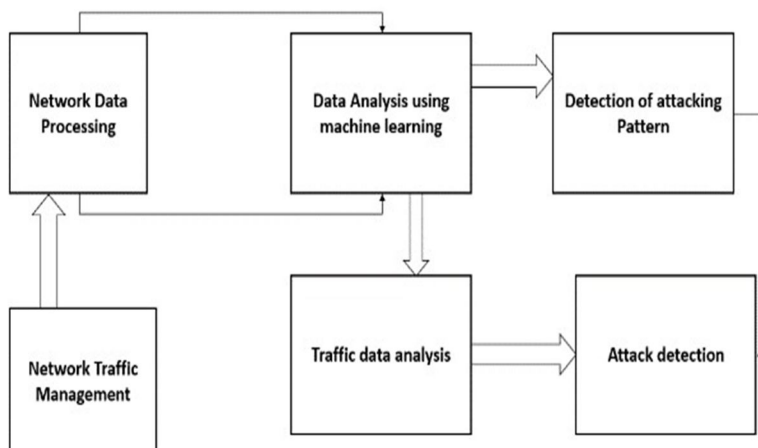 Network Data
Processing
Data Analysis using
machine learning
Detection of attacking
Pattern
Network Traffic
Management
Traffic data analysis
Attack detection